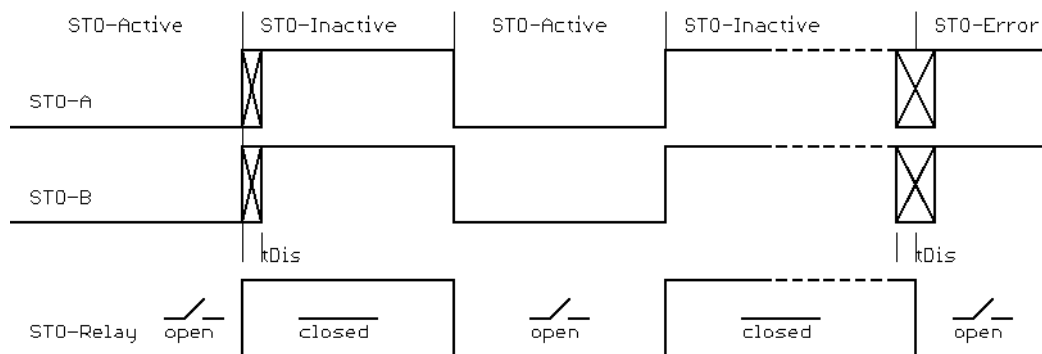 STO-Active STO-Inactive STO-Active STO-Inactive STO-Error
STO-A
STO-B
tDis tDis
STO-Relay open closed open closed open